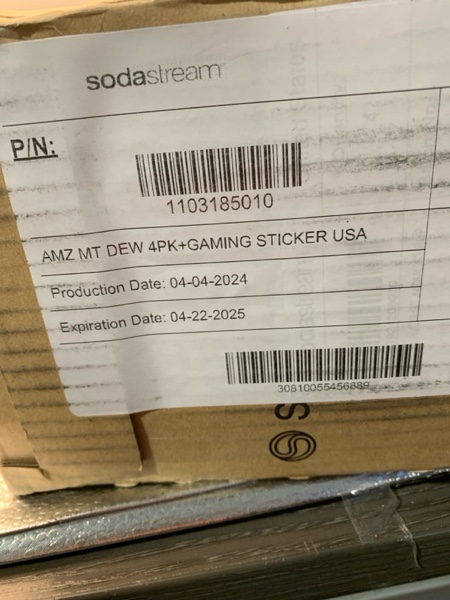 sodastream
P/N:
1103185010
AMZ MT DEW 4PK+GAMING STICKER USA
Production Date: 04-04-2024
Expiration Date: 04-22-2025
30810055456889
S